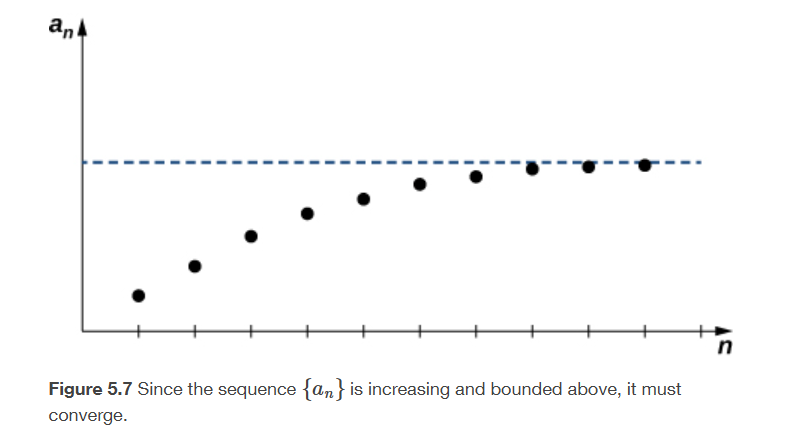 aₙ
n
Figure 5.7 Since the sequence {aₙ} is increasing and bounded above, it must
converge.